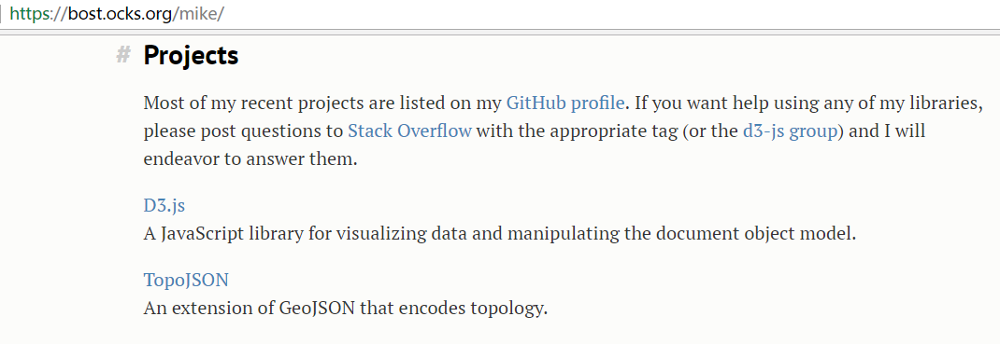 https://bost.ocks.org/mike/
# Projects
Most of my recent projects are listed on my GitHub profile. If you want help using any of my libraries,
please post questions to Stack Overflow with the appropriate tag (or the d3-js group) and I will
endeavor to answer them.
D3.js
A JavaScript library for visualizing data and manipulating the document object model.
TopoJSON
An extension of GeoJSON that encodes topology.